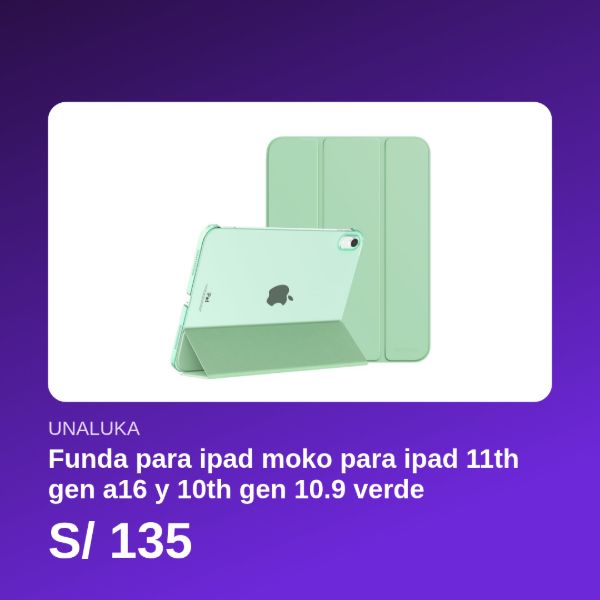 UNALUKA
Funda para ipad moko para ipad 11th
gen a16 y 10th gen 10.9 verde
S/ 135